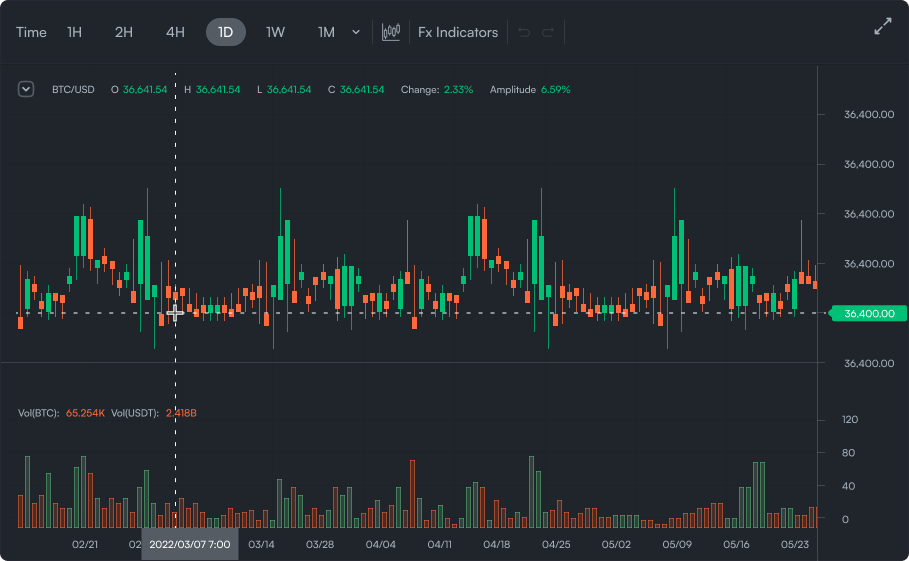 Time 1H 2H 4H 1D 1W 1M Fx Indicators
BTC/USD O 36,641.54 H 36,641.54 L 36,641.54 C 36,641.54 Change: 2.33% Amplitude 6.59%
36,400.00
36,400.00
36,400.00
36,400.00
36,400.00
36,400.00
Vol(BTC): 65.254K Vol(USDT): 2.418B
120
80
40
0
02/21 02 2022/03/07 7:00 03/14 03/28 04/04 04/11 04/18 04/25 05/02 05/09 05/16 05/23